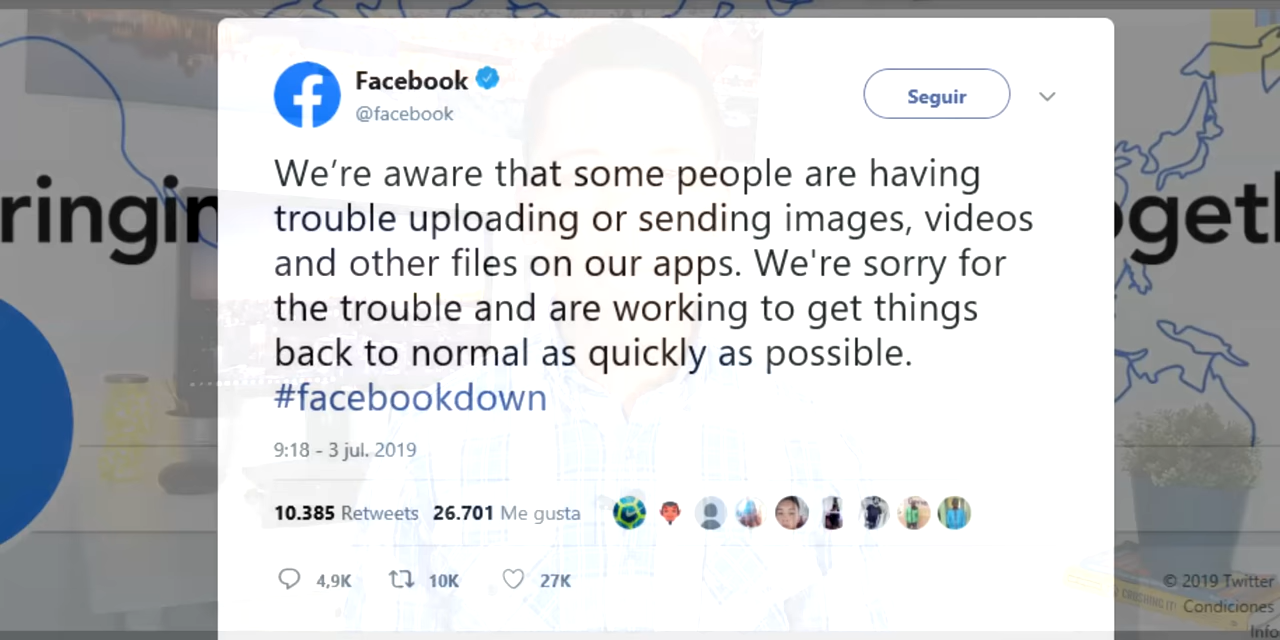 Facebook
@facebook
Seguir
We’re aware that some people are having
trouble uploading or sending images, videos
and other files on our apps. We're sorry for
the trouble and are working to get things
back to normal as quickly as possible.
#facebookdown
9:18 - 3 jul. 2019
10.385 Retweets 26.701 Me gusta
4,9K 10K 27K
ringin
ogeth
CRUSHING IT!
© 2019 Twitter
Condiciones
Info